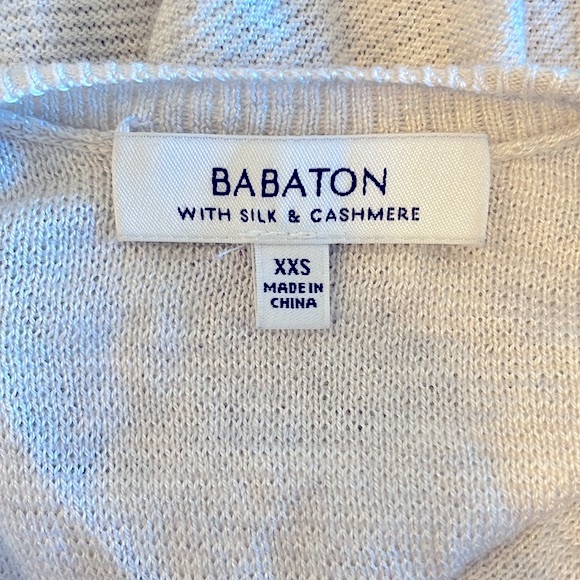 BABATON
WITH SILK & CASHMERE
XXS
MADE IN
CHINA